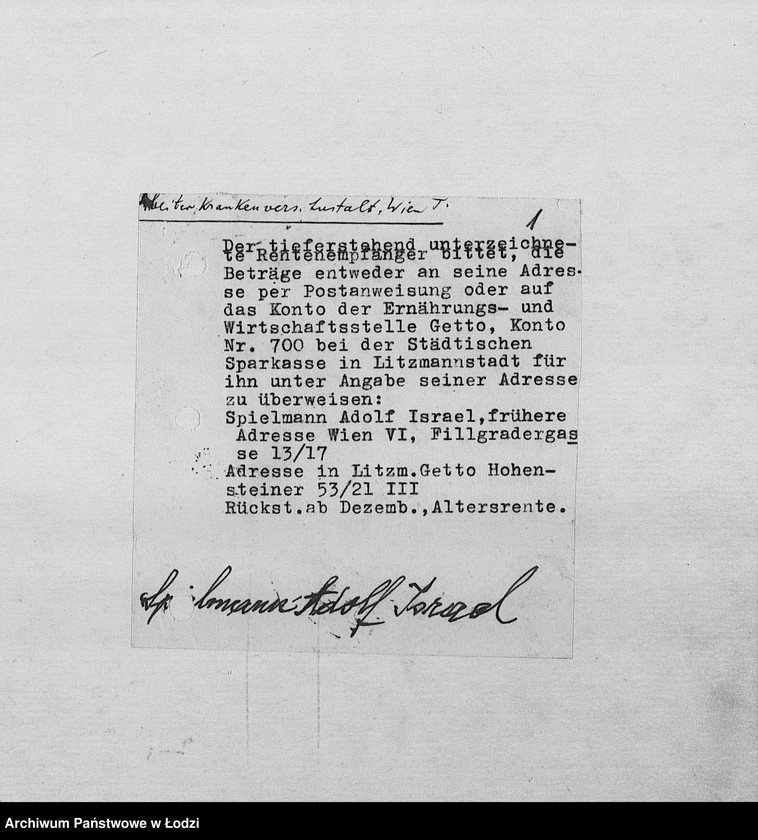 Arbeiter Krankenvers. Anstalt, Wien I.
1
Der tieferstehend unterzeichne-
te Rentenempfänger bittet, die
Beträge entweder an seine Adres-
se per Postanweisung oder auf
das Konto der Ernährungs- und
Wirtschaftsstelle Getto, Konto
Nr. 700 bei der Städtischen
Sparkasse in Litzmannstadt für
ihn unter Angabe seiner Adresse
zu überweisen:
Spielmann Adolf Israel,frühere
Adresse Wien VI, Fillgradergas
se 13/17
Adresse in Litzm.Getto Hohen-
steiner 53/21 III
Rückst.ab Dezemb.,Altersrente.
Spielmann Adolf Israel
Archiwum Państwowe w Łodzi